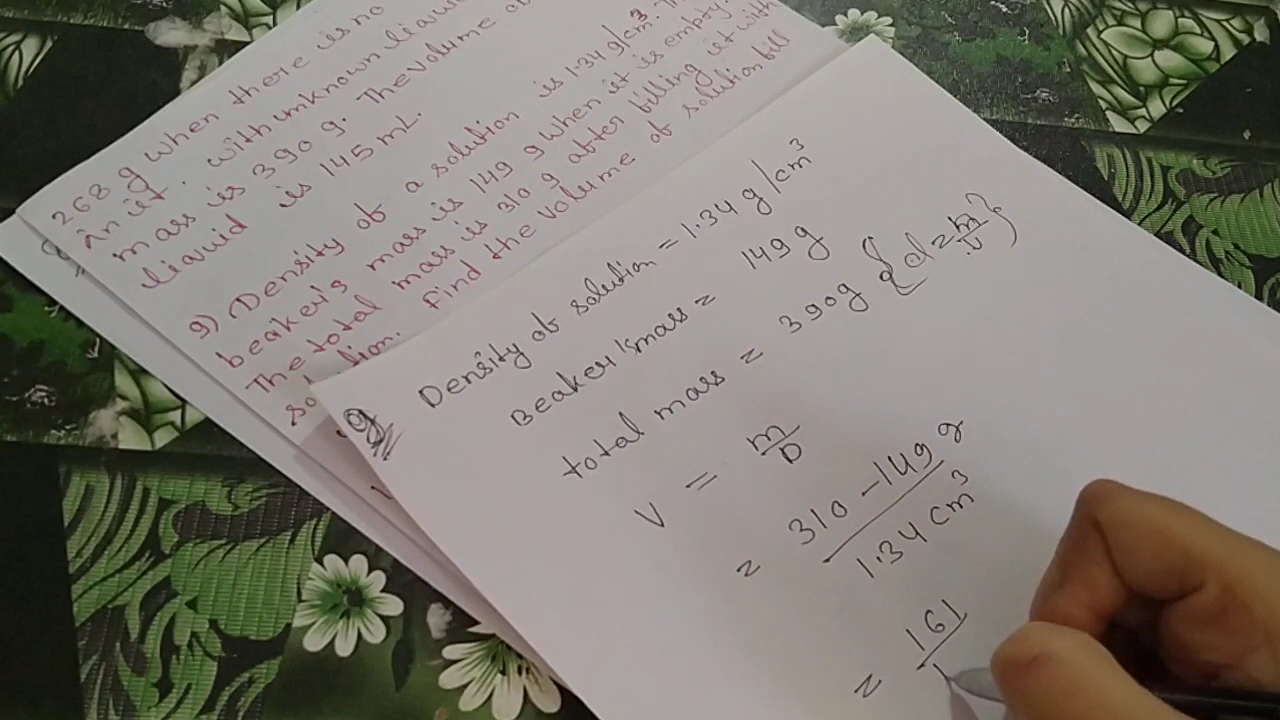 268 g when there is no
in it. with unknown liquid
mass is 390 g. The volume of
liquid is 145 mL.
9) Density of a solution is 1.34 g/cm³.
beaker's mass is 149 g when it is empty.
The total mass is 310 g after filling it with
Find the volume of solution fill
9 Density of solution = 1.34 g/cm³
Beaker's mass = 149 g
total mass = 390 g {d = m/v}
V = m/D
= 310 - 149 g / 1.34 cm³
= 161